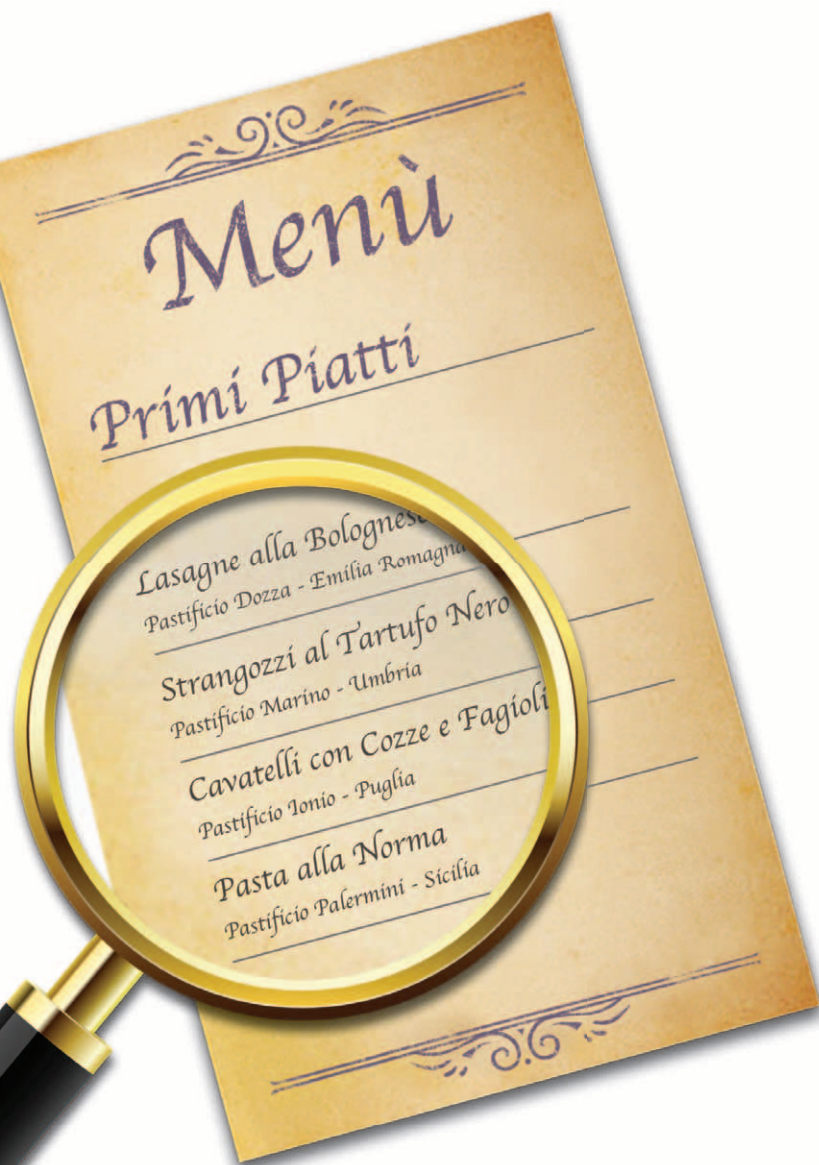 Menù
Primi Piatti
Lasagne alla Bolognese
Pastificio Dozza - Emilia Romagna
Strangozzi al Tartufo Nero
Pastificio Marino - Umbria
Cavatelli con Cozze e Fagioli
Pastificio Ionio - Puglia
Pasta alla Norma
Pastificio Palermini - Sicilia